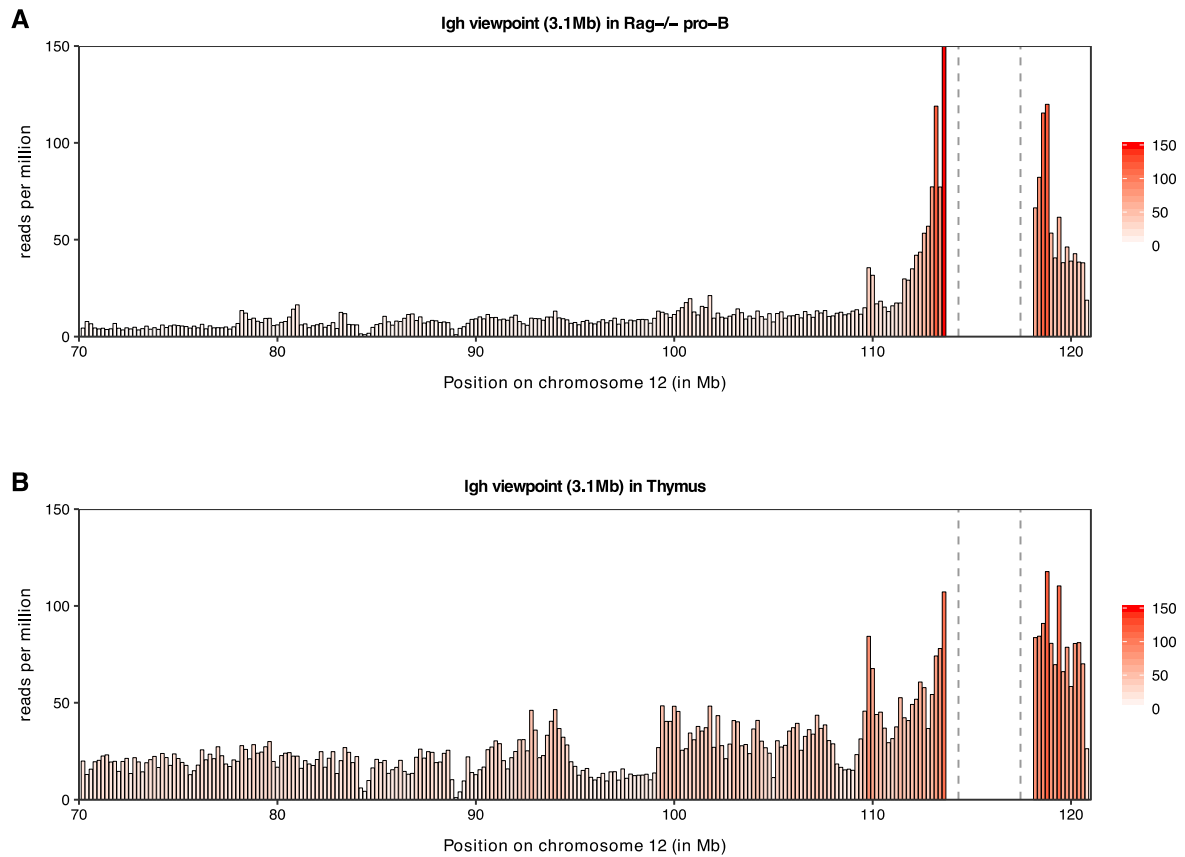 A
Igh viewpoint (3.1Mb) in Rag−/− pro−B
150
100
50
0
reads per million
70 80 90 100 110 120
Position on chromosome 12 (in Mb)
150
100
50
0
B
Igh viewpoint (3.1Mb) in Thymus
150
100
50
0
reads per million
70 80 90 100 110 120
Position on chromosome 12 (in Mb)
150
100
50
0